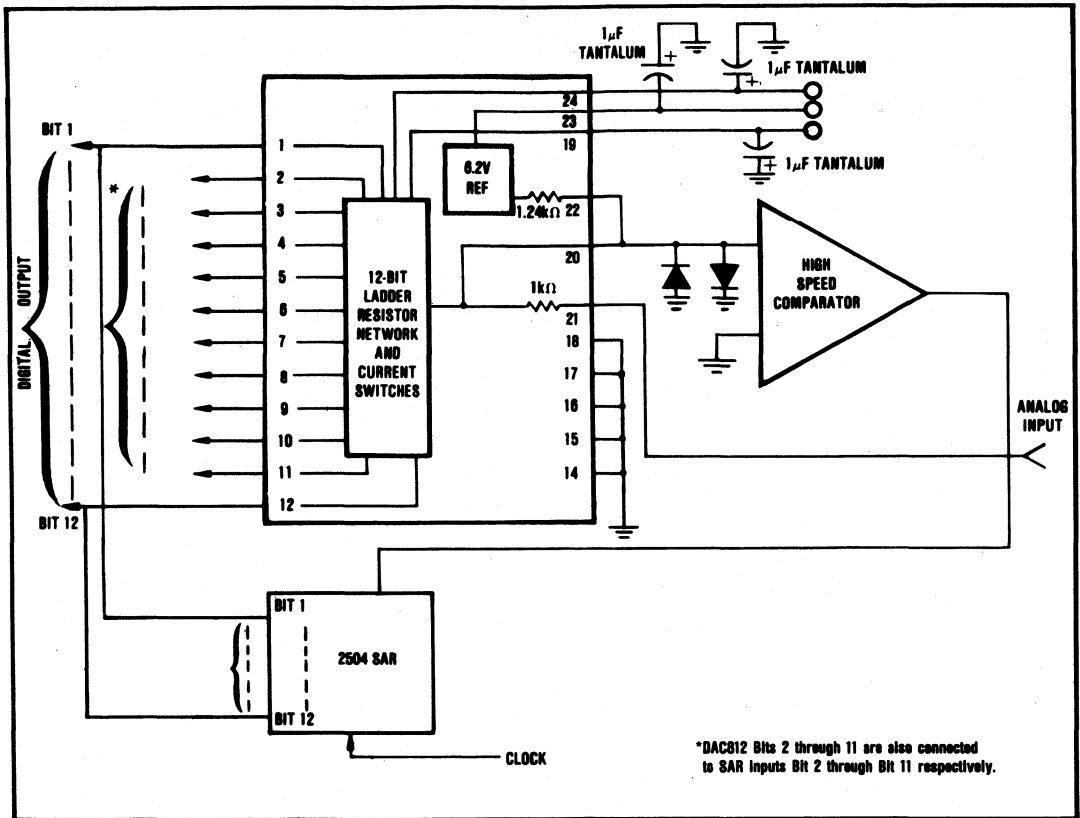 1μF
TANTALUM
+
1μF TANTALUM
+
24
23
19
+
1μF TANTALUM
BIT 1
1
2
3
4
5
6
7
8
9
10
11
12
*
DIGITAL OUTPUT
BIT 12
6.2V
REF
1.24kΩ
22
20
1kΩ
21
18
17
16
15
14
12-BIT
LADDER
RESISTOR
NETWORK
AND
CURRENT
SWITCHES
HIGH
SPEED
COMPARATOR
ANALOG
INPUT
BIT 1
2504 SAR
BIT 12
CLOCK
*DAC812 Bits 2 through 11 are also connected
to SAR inputs Bit 2 through Bit 11 respectively.